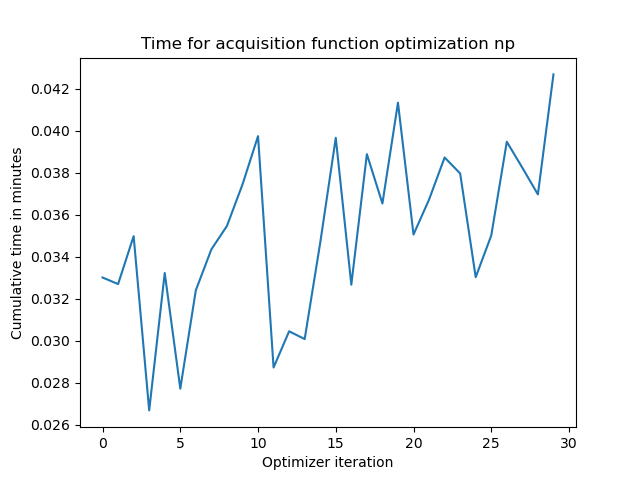 Time for acquisition function optimization np
Cumulative time in minutes
0.042
0.040
0.038
0.036
0.034
0.032
0.030
0.028
0.026
0 5 10 15 20 25 30
Optimizer iteration